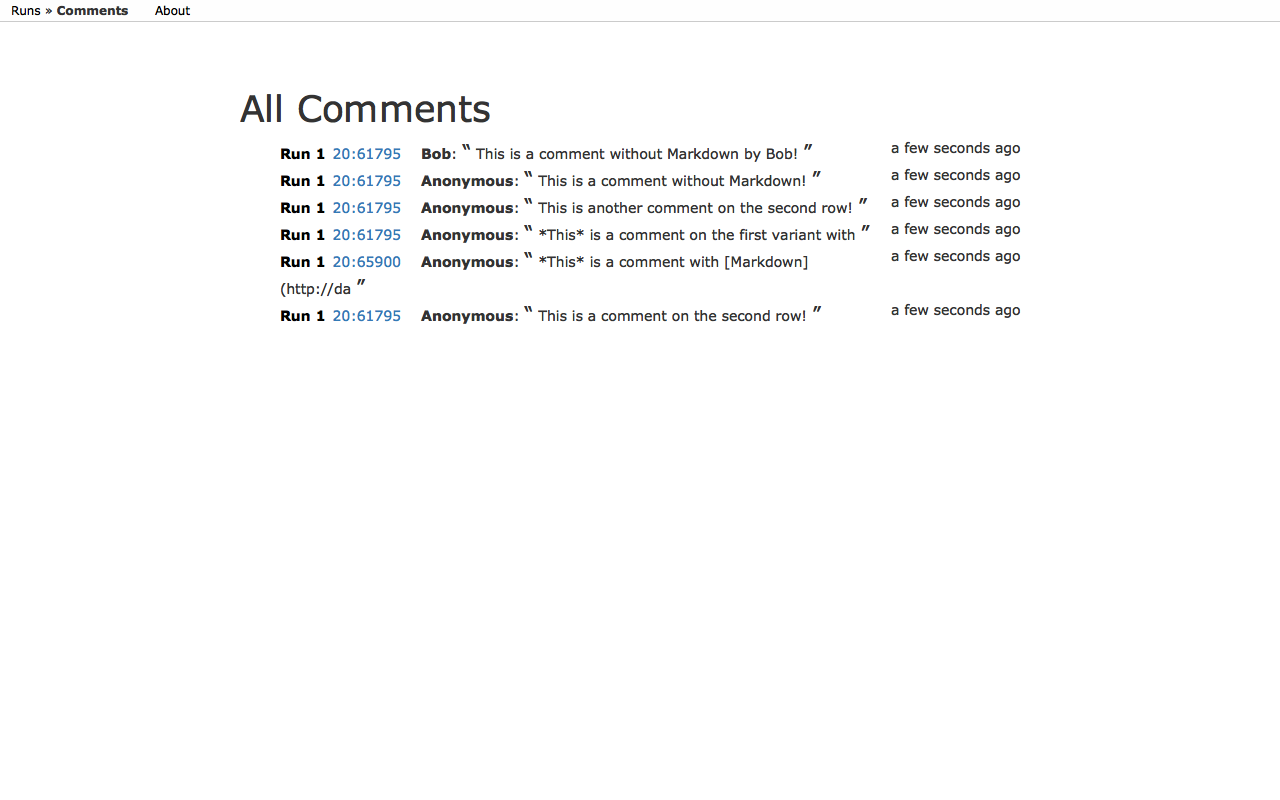 Runs » Comments About
All Comments
Run 1 20:61795 Bob: “ This is a comment without Markdown by Bob! ” a few seconds ago
Run 1 20:61795 Anonymous: “ This is a comment without Markdown! ” a few seconds ago
Run 1 20:61795 Anonymous: “ This is another comment on the second row! ” a few seconds ago
Run 1 20:61795 Anonymous: “ *This* is a comment on the first variant with ” a few seconds ago
Run 1 20:65900 Anonymous: “ *This* is a comment with [Markdown] a few seconds ago
(http://da ”
Run 1 20:61795 Anonymous: “ This is a comment on the second row! ” a few seconds ago